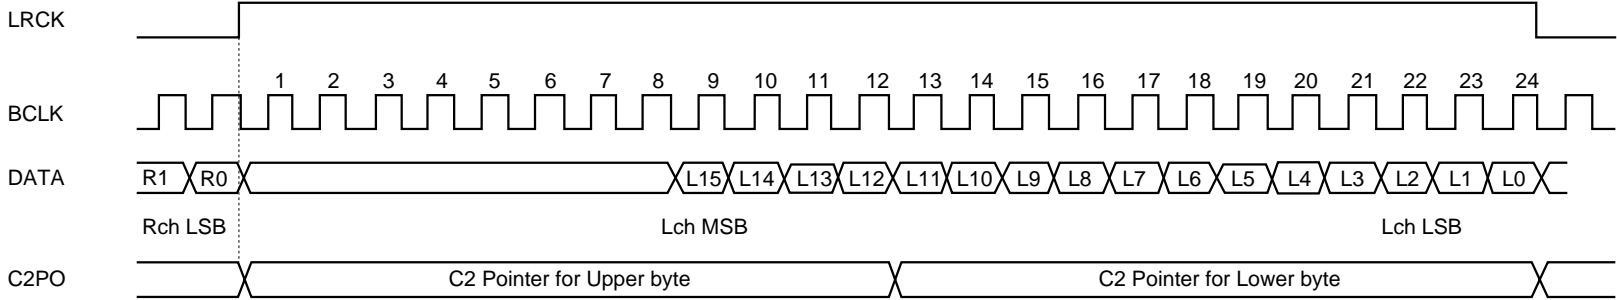 LRCK
1 2 3 4 5 6 7 8 9 10 11 12 13 14 15 16 17 18 19 20 21 22 23 24
BCLK
DATA R1 R0 L15 L14 L13 L12 L11 L10 L9 L8 L7 L6 L5 L4 L3 L2 L1 L0
Rch LSB Lch MSB Lch LSB
C2PO C2 Pointer for Upper byte C2 Pointer for Lower byte